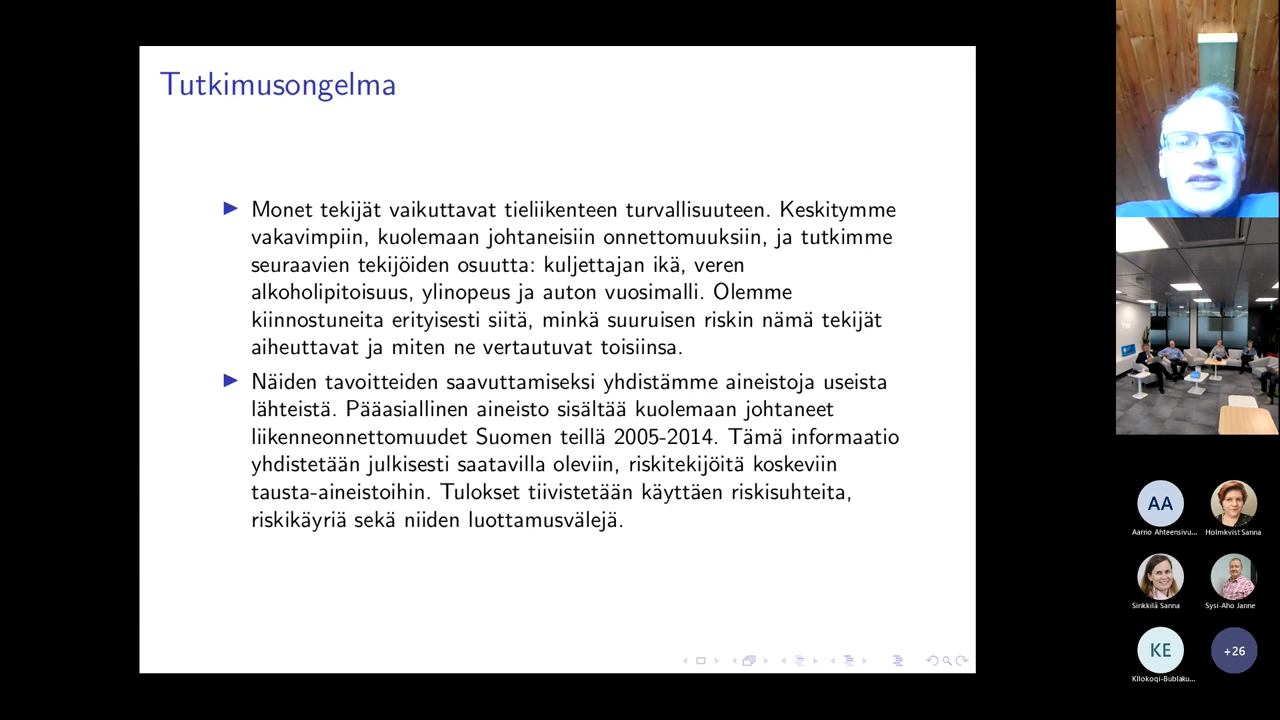 Tutkimusongelma
Monet tekijät vaikuttavat tieliikenteen turvallisuuteen. Keskitymme
vakavimpiin, kuolemaan johtaneisiin onnettomuuksiin, ja tutkimme
seuraavien tekijöiden osuutta: kuljettajan ikä, veren
alkoholipitoisuus, ylinopeus ja auton vuosimalli. Olemme
kiinnostuneita erityisesti siitä, minkä suuruisen riskin nämä tekijät
aiheuttavat ja miten ne vertautuvat toisiinsa.
Näiden tavoitteiden saavuttamiseksi yhdistämme aineistoja useista
lähteistä. Pääasiallinen aineisto sisältää kuolemaan johtaneet
liikenneonnettomuudet Suomen teillä 2005-2014. Tämä informaatio
yhdistetään julkisesti saatavilla oleviin, riskitekijöitä koskeviin
tausta-aineistoihin. Tulokset tiivistetään käyttäen riskisuhteita,
riskikäyriä sekä niiden luottamusvälejä.
AA
Aarno Ahteensivu...
Holmkvist Sanna
Sinkkilä Sanna
Sysi-Aho Janne
KE
Kllokoqi-Bublaku...
+26